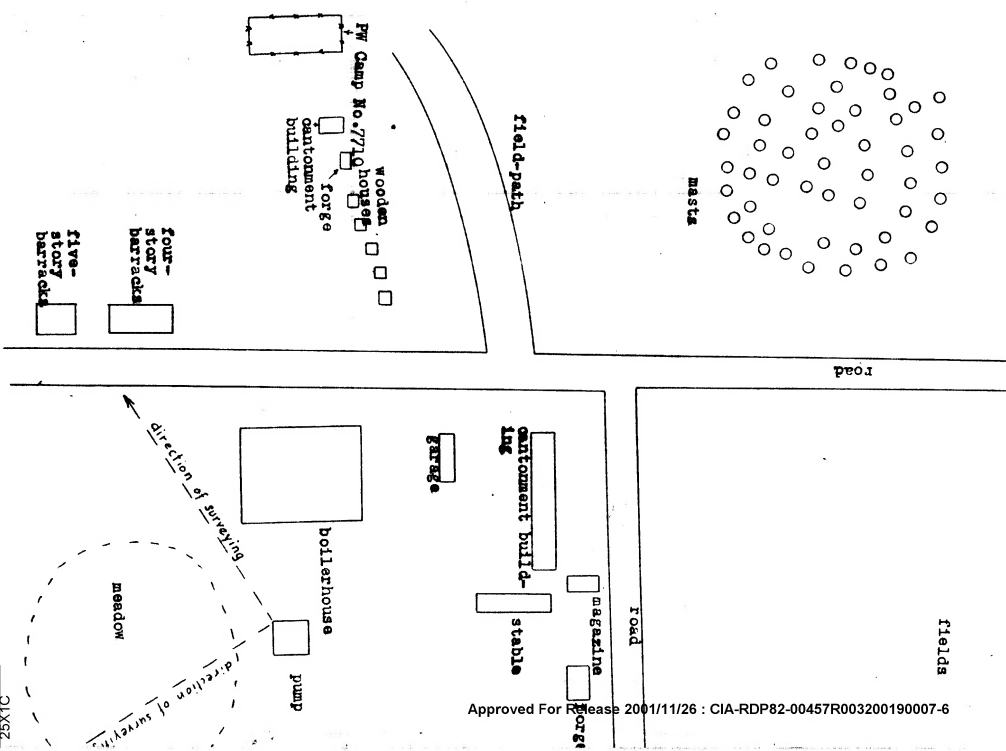 PW Camp No.7710
cantonment
building
forge
wooden
houses
field-path
masts
five-
story
barracks
four-
story
barracks
road
direction of surveying
boilerhouse
garage
cantonment build-
ing
magazine
stable
road
fields
meadow
pump
direction of surveying
forge
Approved For Release 2001/11/26 : CIA-RDP82-00457R003200190007-6
25X1C